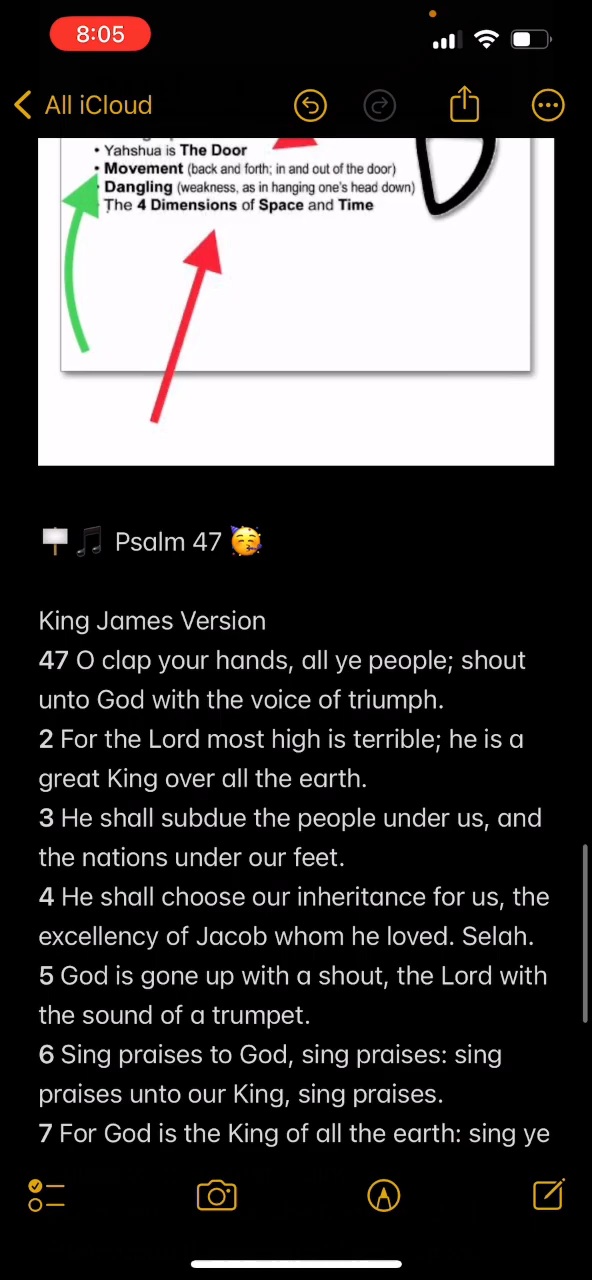 8:05
All iCloud
• Yahshua is The Door
• Movement (back and forth; in and out of the door)
Dangling (weakness, as in hanging one's head down)
The 4 Dimensions of Space and Time
🪧🎵 Psalm 47 🥳
King James Version
47 O clap your hands, all ye people; shout
unto God with the voice of triumph.
2 For the Lord most high is terrible; he is a
great King over all the earth.
3 He shall subdue the people under us, and
the nations under our feet.
4 He shall choose our inheritance for us, the
excellency of Jacob whom he loved. Selah.
5 God is gone up with a shout, the Lord with
the sound of a trumpet.
6 Sing praises to God, sing praises: sing
praises unto our King, sing praises.
7 For God is the King of all the earth: sing ye